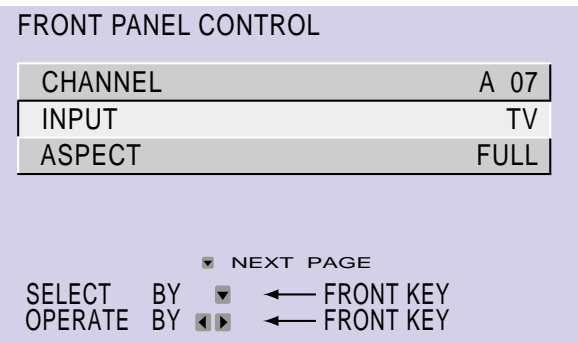 FRONT PANEL CONTROL
CHANNEL A 07
INPUT TV
ASPECT FULL
NEXT PAGE
SELECT BY FRONT KEY
OPERATE BY FRONT KEY